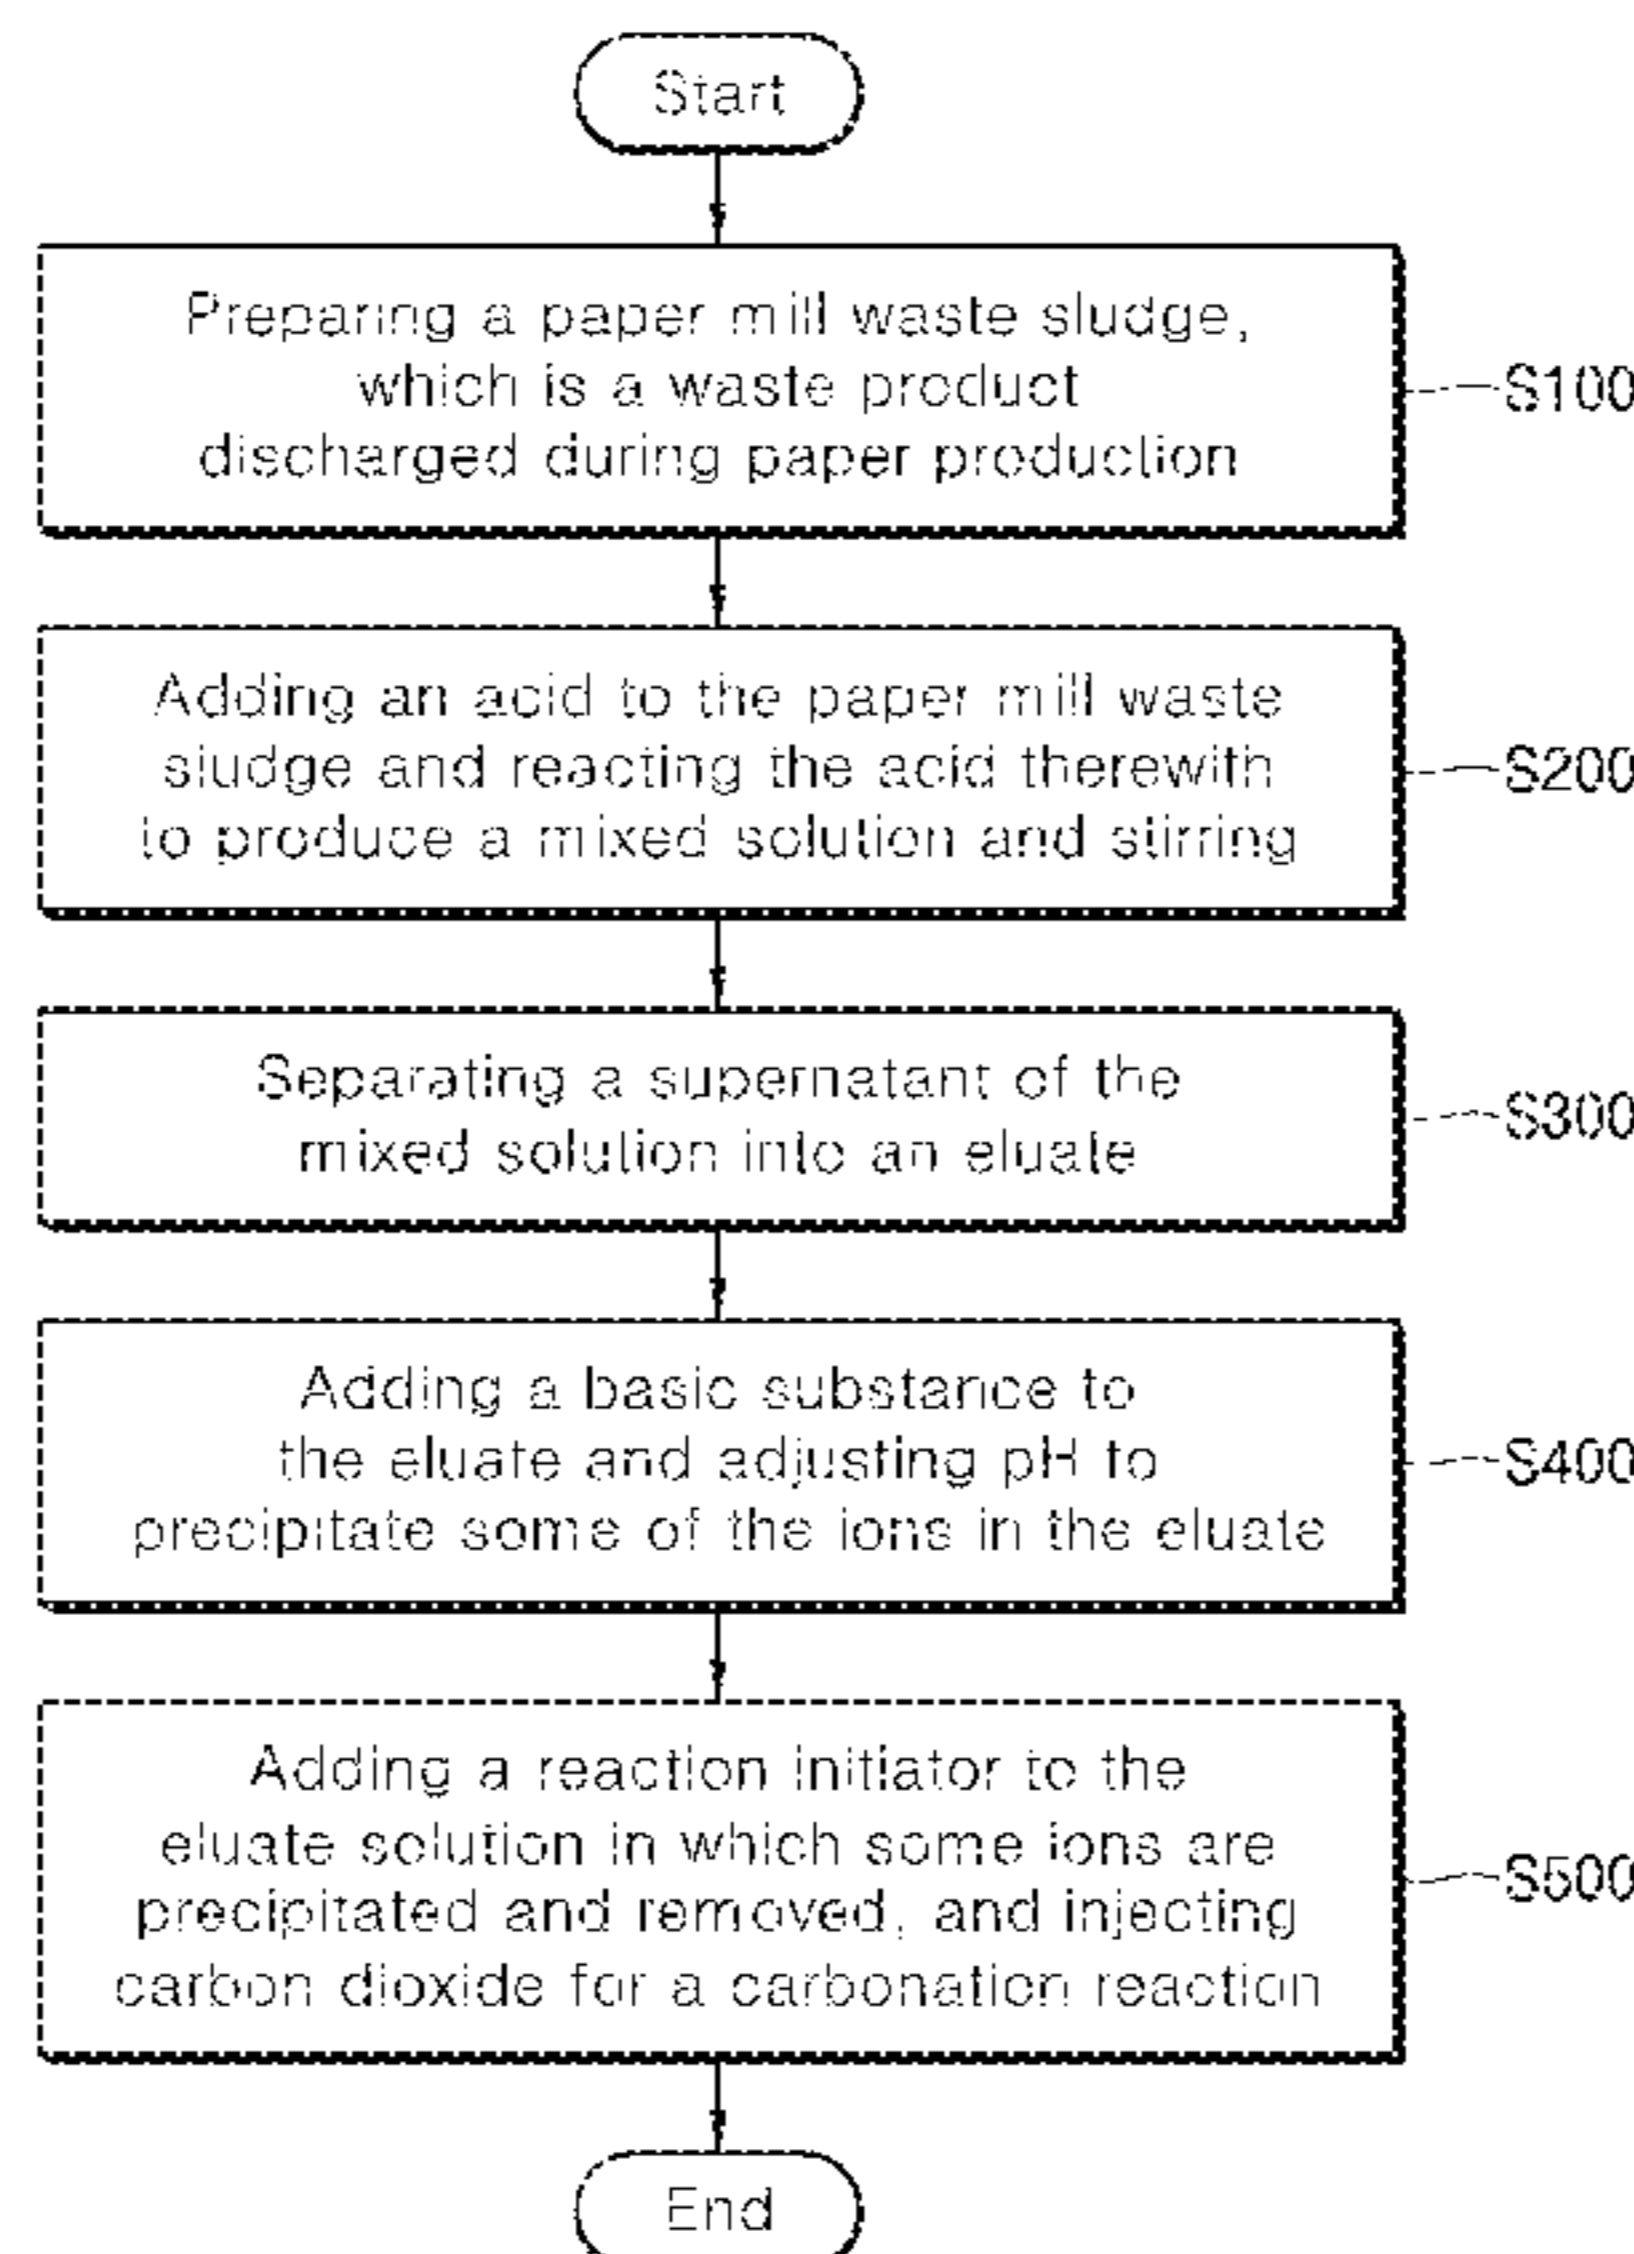 Start
Preparing a paper mill waste sludge,
which is a waste product
discharged during paper production
S100
Adding an acid to the paper mill waste
sludge and reacting the acid therewith
to produce a mixed solution and stirring
S200
Separating a supernatant of the
mixed solution into an eluate
S300
Adding a basic substance to
the eluate and adjusting pH to
precipitate some of the ions in the eluate
S400
Adding a reaction initiator to the
eluate solution in which some ions are
precipitated and removed, and injecting
carbon dioxide for a carbonation reaction
S500
End